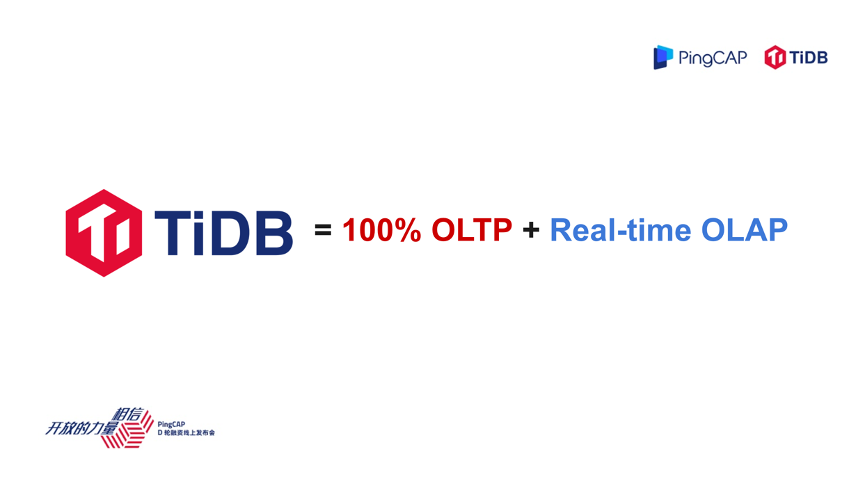 PingCAP TiDB
TiDB = 100% OLTP + Real-time OLAP
相信
开放的力量
PingCAP
D 轮融资线上发布会